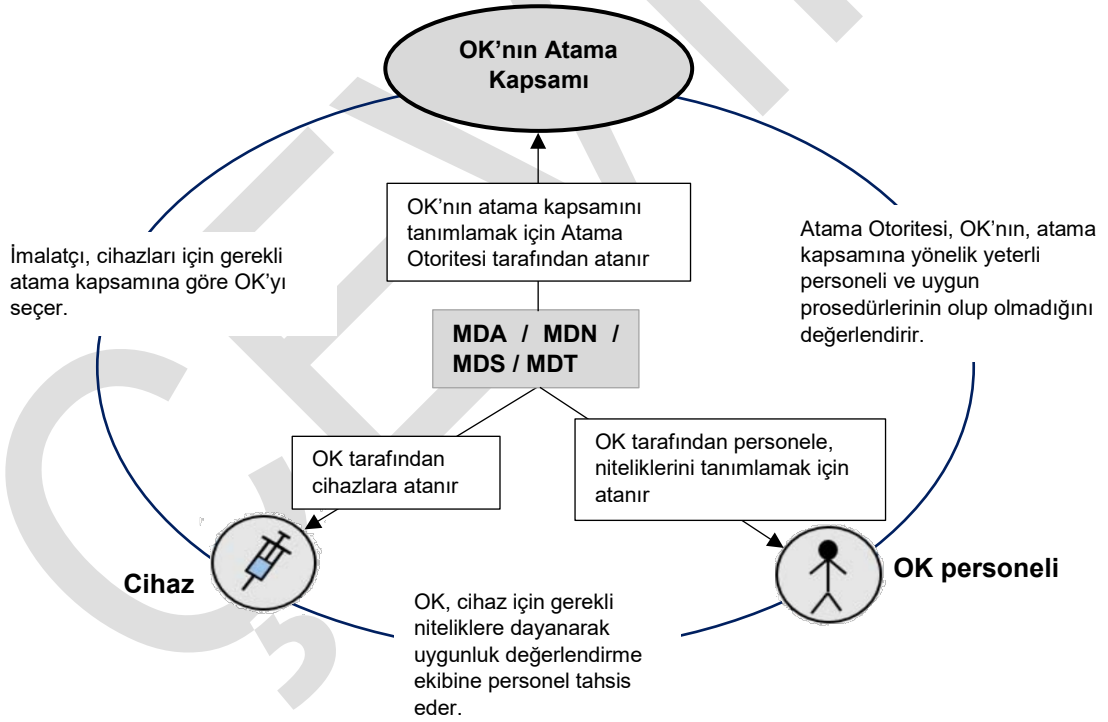 OK’nın Atama
Kapsamı
OK’nın atama kapsamını
tanımlamak için Atama
Otoritesi tarafından atanır
İmalatçı, cihazları için gerekli
atama kapsamına göre OK’yı
seçer.
Atama Otoritesi, OK’nın, atama
kapsamına yönelik yeterli
personeli ve uygun
prosedürlerinin olup olmadığını
değerlendirir.
MDA / MDN /
MDS / MDT
OK tarafından
cihazlara atanır
OK tarafından personele,
niteliklerini tanımlamak için
atanır
Cihaz
OK personeli
OK, cihaz için gerekli
niteliklere dayanarak
uygunluk değerlendirme
ekibine personel tahsis
eder.